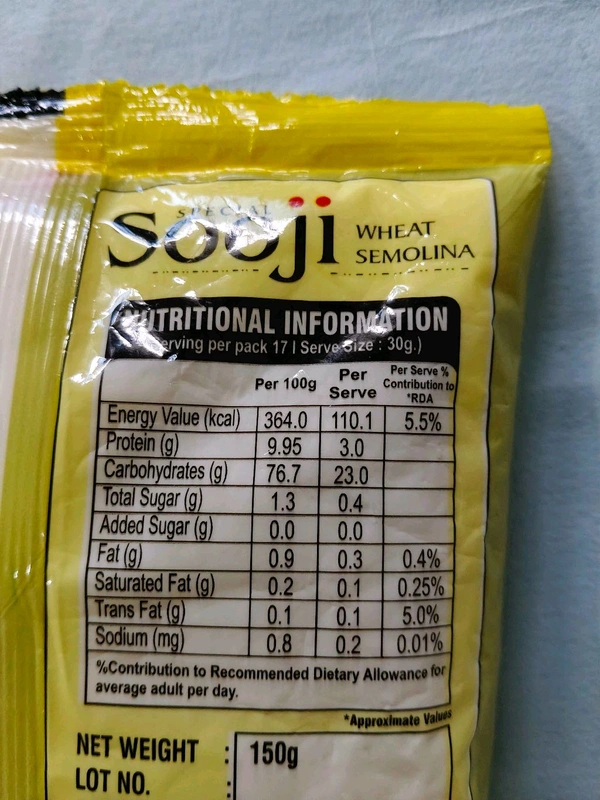 SPECIAL
Sooji WHEAT SEMOLINA
NUTRITIONAL INFORMATION
erving per pack 17 | Serve Size : 30g.)
Per 100g Per Serve Per Serve % Contribution to *RDA
Energy Value (kcal) 364.0 110.1 5.5%
Protein (g) 9.95 3.0
Carbohydrates (g) 76.7 23.0
Total Sugar (g) 1.3 0.4
Added Sugar (g) 0.0 0.0
Fat (g) 0.9 0.3 0.4%
Saturated Fat (g) 0.2 0.1 0.25%
Trans Fat (g) 0.1 0.1 5.0%
Sodium (mg) 0.8 0.2 0.01%
%Contribution to Recommended Dietary Allowance for
average adult per day.
*Approximate Values
NET WEIGHT : 150g
LOT NO. :